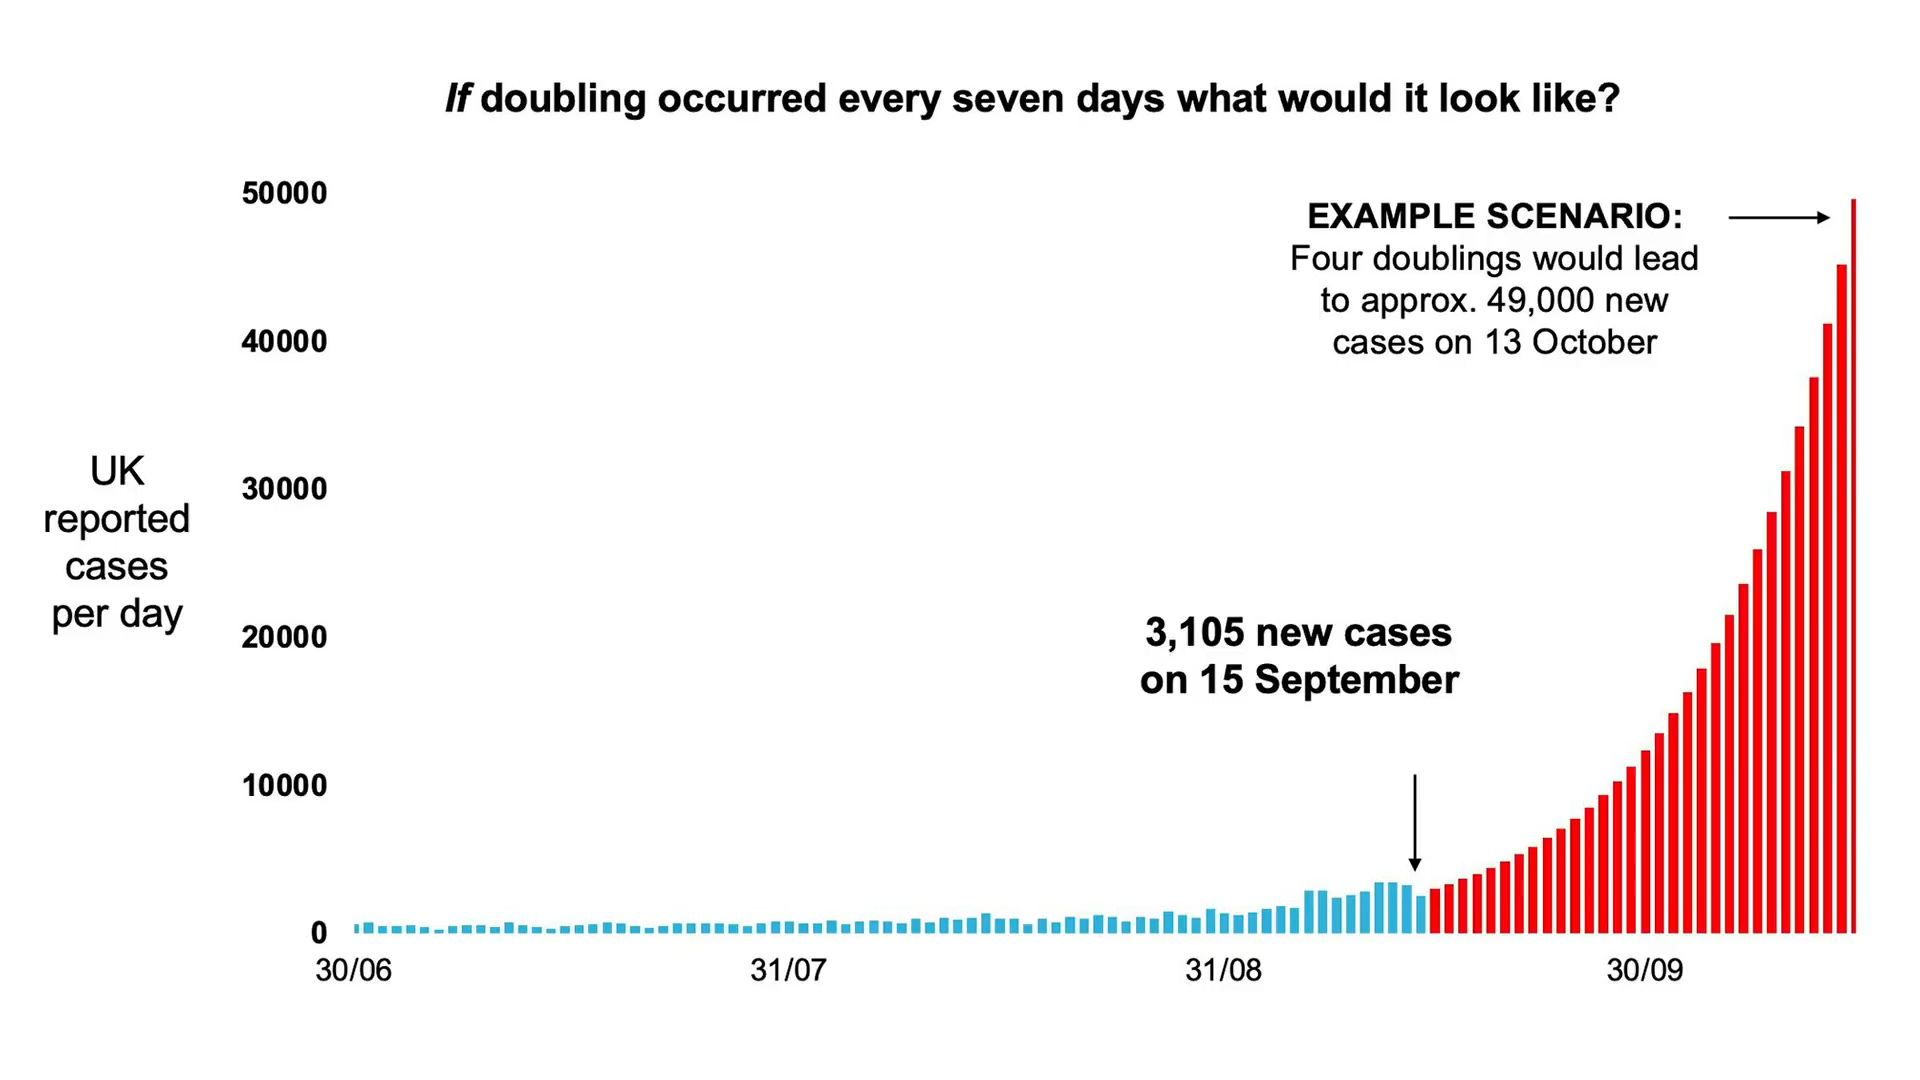 If doubling occurred every seven days what would it look like?
50000
40000
30000
20000
10000
0
UK
reported
cases
per day
EXAMPLE SCENARIO:
Four doublings would lead
to approx. 49,000 new
cases on 13 October
3,105 new cases
on 15 September
30/06
31/07
31/08
30/09